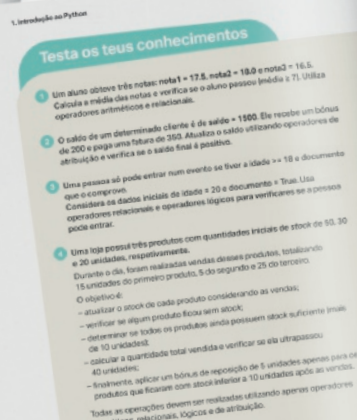 1. Introdução ao Python
Testa os teus conhecimentos
1 Um aluno obteve três notas: nota1 = 17.5, nota2 = 18.0 e nota3 = 16.5.
Calcula a média das notas e verifica se o aluno passou (média ≥ 7). Utiliza
operadores aritméticos e relacionais.
2 O saldo de um determinado cliente é de saldo = 1500. Ele recebe um bónus
de 200 e paga uma fatura de 350. Atualiza o saldo utilizando operadores de
atribuição e verifica se o saldo final é positivo.
3 Uma pessoa só pode entrar num evento se tiver a idade >= 18 e documento
que o comprove.
Considera os dados iniciais de idade = 20 e documento = True. Usa
operadores relacionais e operadores lógicos para verificares se a pessoa
pode entrar.
4 Uma loja possui três produtos com quantidades iniciais de stock de 50, 30
e 20 unidades, respetivamente.
Durante o dia, foram realizadas vendas desses produtos, totalizando
15 unidades do primeiro produto, 5 do segundo e 25 do terceiro.
O objetivo é:
– atualizar o stock de cada produto considerando as vendas;
– verificar se algum produto ficou sem stock;
– determinar se todos os produtos ainda possuem stock suficiente (mais
de 10 unidades);
– calcular a quantidade total vendida e verificar se ela ultrapassou
40 unidades;
– finalmente, aplicar um bónus de reposição de 5 unidades apenas para os
produtos que ficaram com stock inferior a 10 unidades após as vendas.
Todas as operações devem ser realizadas utilizando apenas operadores
relacionais, lógicos e de atribuição.